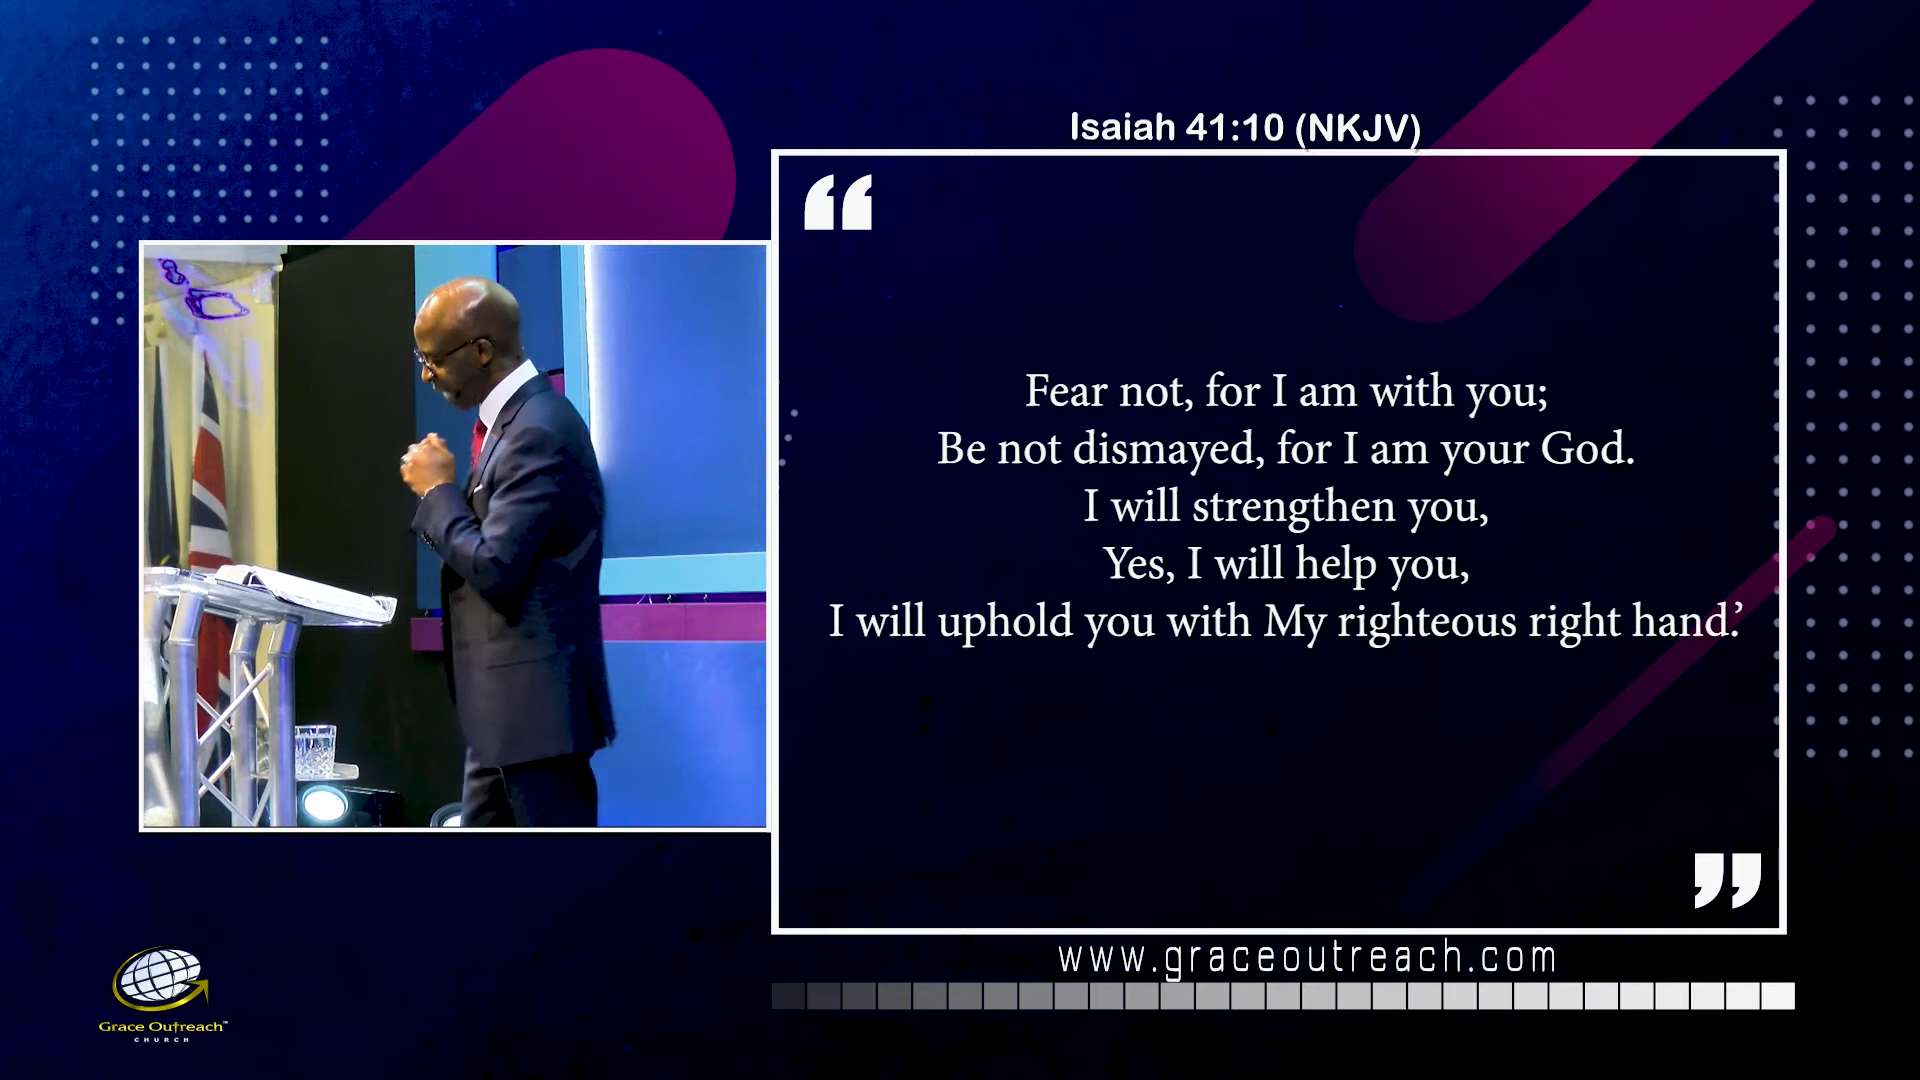 Isaiah 41:10 (NKJV)
“
Fear not, for I am with you;
Be not dismayed, for I am your God.
I will strengthen you,
Yes, I will help you,
I will uphold you with My righteous right hand.’
”
www.graceoutreach.com
Grace Outreach™
CHURCH